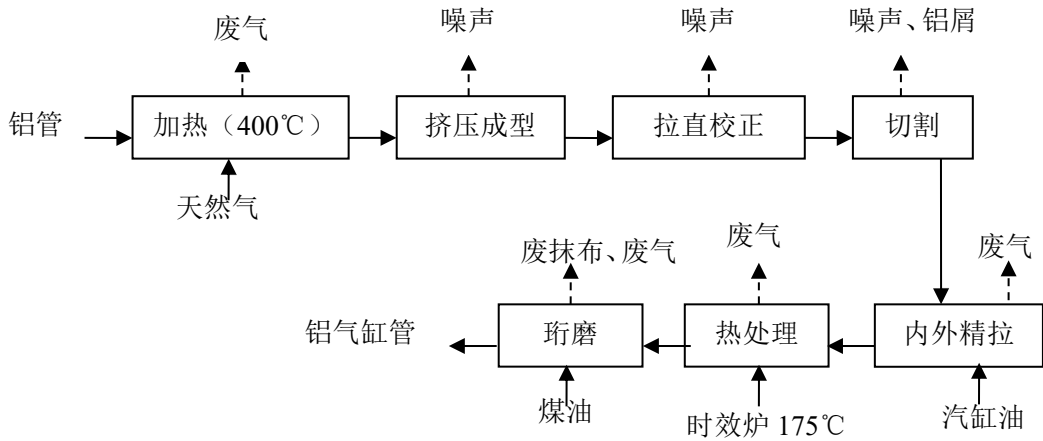 废气
噪声
噪声
噪声、铝屑
铝管
加热（400℃）
挤压成型
拉直校正
切割
天然气
废抹布、废气
废气
废气
铝气缸管
珩磨
热处理
内外精拉
煤油
时效炉 175℃
汽缸油